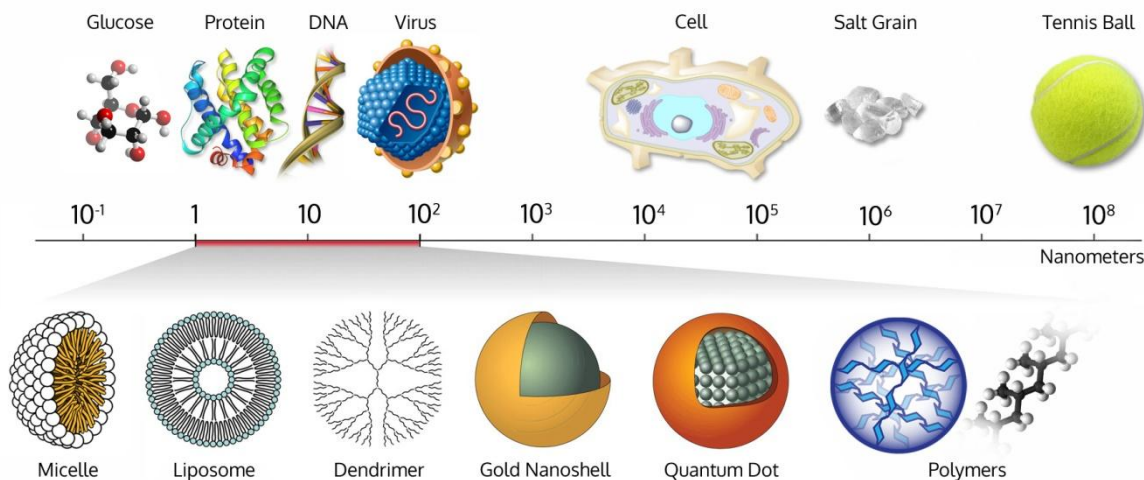 Glucose Protein DNA Virus Cell Salt Grain Tennis Ball
10⁻¹ 1 10 10² 10³ 10⁴ 10⁵ 10⁶ 10⁷ 10⁸
Nanometers
Micelle Liposome Dendrimer Gold Nanoshell Quantum Dot Polymers